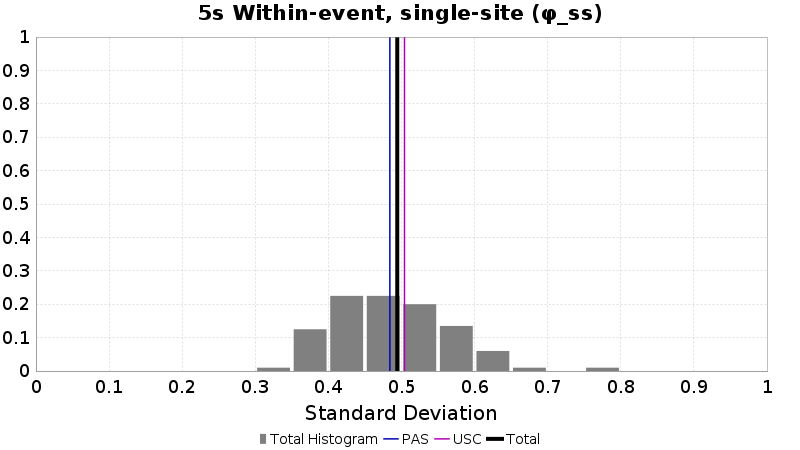 5s Within-event, single-site (φ_ss)
1
0.9
0.8
0.7
0.6
0.5
0.4
0.3
0.2
0.1
0
0 0.1 0.2 0.3 0.4 0.5 0.6 0.7 0.8 0.9 1
Standard Deviation
Total Histogram PAS USC Total